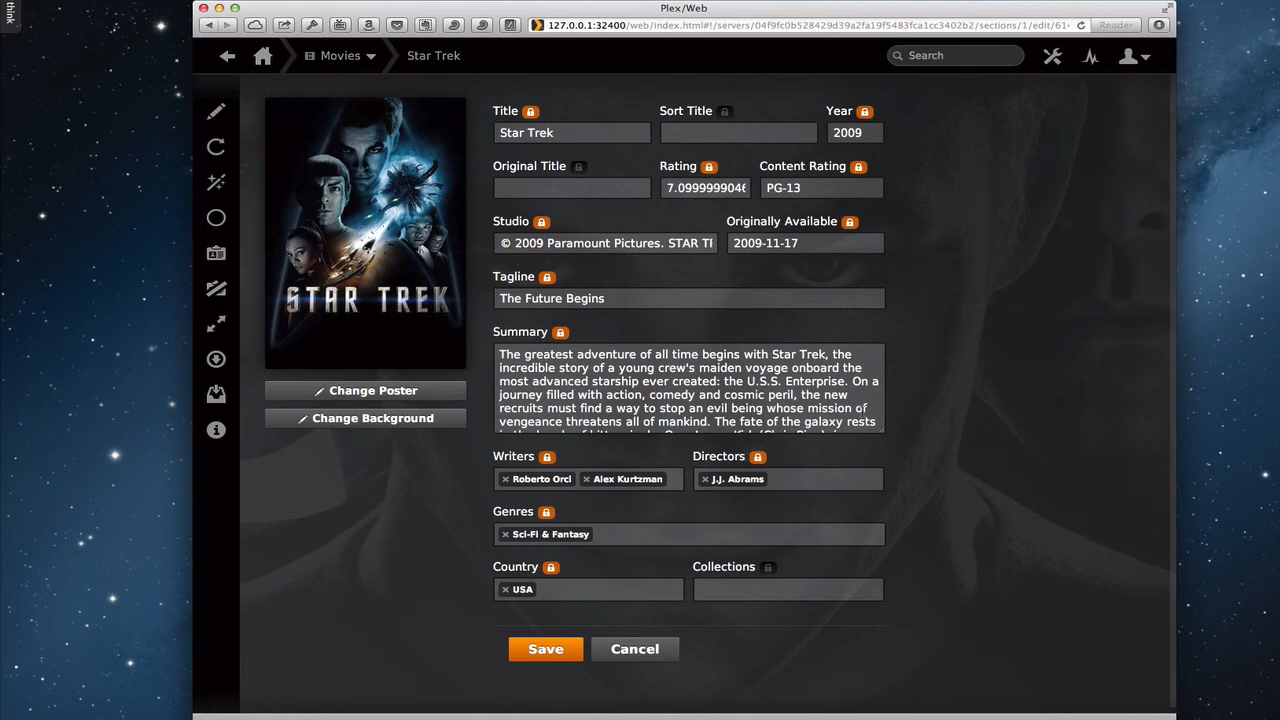 think.
Plex/Web
127.0.0.1:32400/web/index.html#!/servers/04f9fc0b528429d39a2fa19f5483fca1cc3402b2/sections/1/edit/61
Reader
Movies
Star Trek
Search
STAR TREK
Change Poster
Change Background
Title
Sort Title
Year
Star Trek
2009
Original Title
Rating
Content Rating
7.099999904
PG-13
Studio
Originally Available
© 2009 Paramount Pictures. STAR
2009-11-17
Tagline
The Future Begins
Summary
The greatest adventure of all time begins with Star Trek, the
incredible story of a young crew's maiden voyage onboard the
most advanced starship ever created: the U.S.S. Enterprise. On a
journey filled with action, comedy and cosmic peril, the new
recruits must find a way to stop an evil being whose mission of
vengeance threatens all of mankind. The fate of the galaxy rests
Writers
Directors
Roberto Orci
Alex Kurtzman
J.J. Abrams
Genres
Sci-Fi & Fantasy
Country
Collections
USA
Save
Cancel